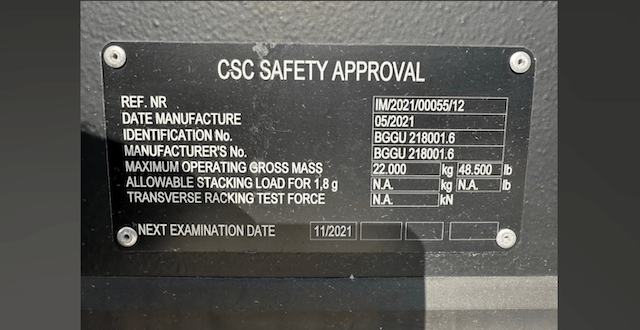 CSC SAFETY APPROVAL
REF. NR IM/2021/00055/12
DATE MANUFACTURE 05/2021
IDENTIFICATION No. BGGU 218001.6
MANUFACTURER'S No. BGGU 218001.6
MAXIMUM OPERATING GROSS MASS 22.000 kg 48.500 lb
ALLOWABLE STACKING LOAD FOR 1,8 g N.A. kg N.A. lb
TRANSVERSE RACKING TEST FORCE N.A. kN
NEXT EXAMINATION DATE 11/2021